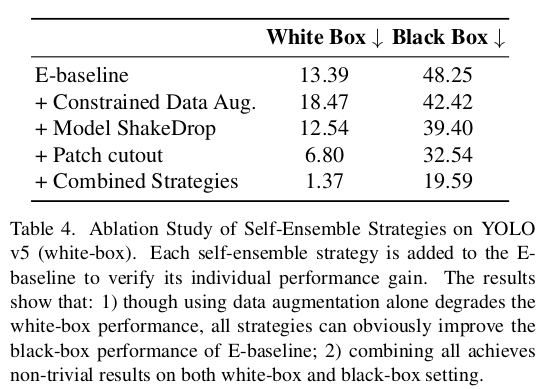 White Box ↓ Black Box ↓
E-baseline 13.39 48.25
+ Constrained Data Aug. 18.47 42.42
+ Model ShakeDrop 12.54 39.40
+ Patch cutout 6.80 32.54
+ Combined Strategies 1.37 19.59
Table 4. Ablation Study of Self-Ensemble Strategies on YOLO
v5 (white-box). Each self-ensemble strategy is added to the E-
baseline to verify its individual performance gain. The results
show that: 1) though using data augmentation alone degrades the
white-box performance, all strategies can obviously improve the
black-box performance of E-baseline; 2) combining all achieves
non-trivial results on both white-box and black-box setting.